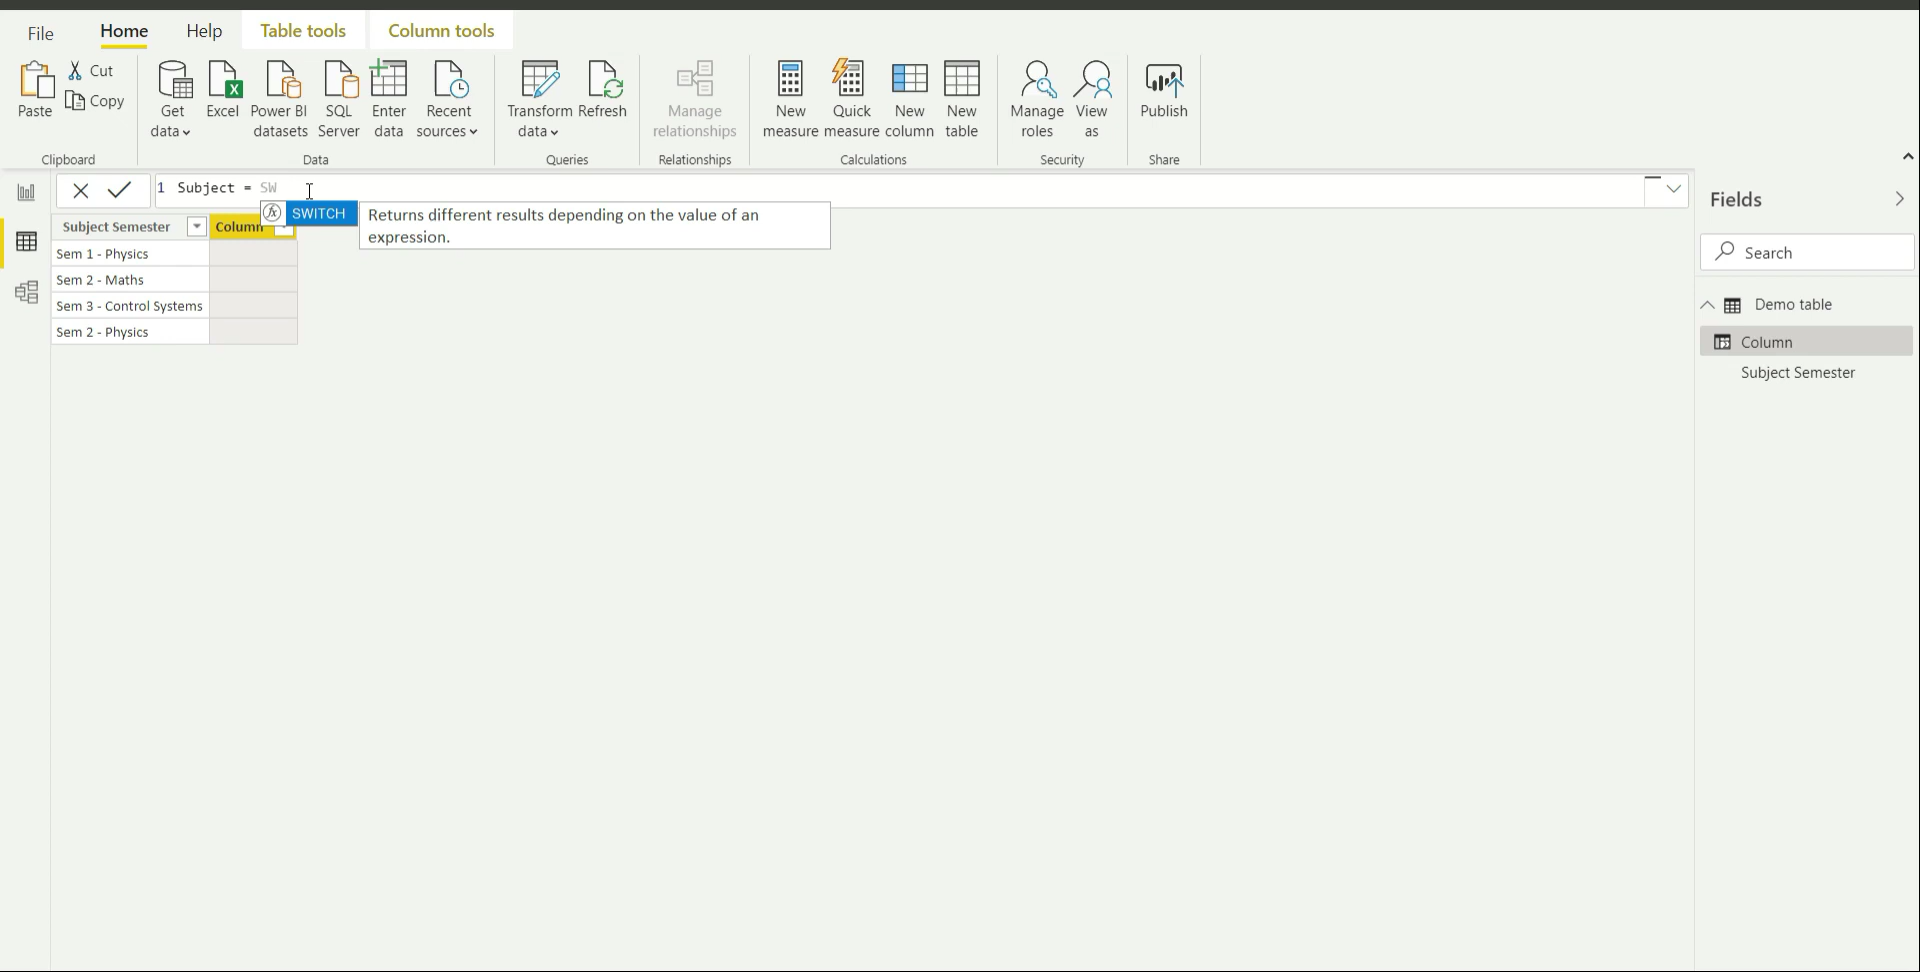 File Home Help Table tools Column tools
Cut
Copy
Paste
Get data
Excel
Power BI datasets
SQL Server
Enter data
Recent sources
Transform data
Refresh
Manage relationships
New measure
Quick measure
New column
New table
Manage roles
View as
Publish
Clipboard Data Queries Relationships Calculations Security Share
1 Subject = SW
SWITCH
Returns different results depending on the value of an
expression.
Subject Semester Column
Sem 1 - Physics
Sem 2 - Maths
Sem 3 - Control Systems
Sem 2 - Physics
Fields
Search
Demo table
Column
Subject Semester